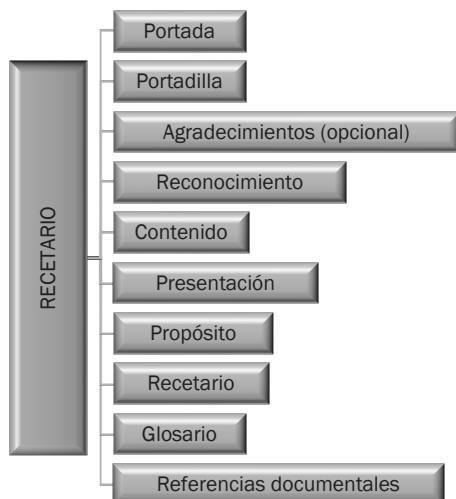 RECETARIO
Portada
Portadilla
Agradecimientos (opcional)
Reconocimiento
Contenido
Presentación
Propósito
Recetario
Glosario
Referencias documentales